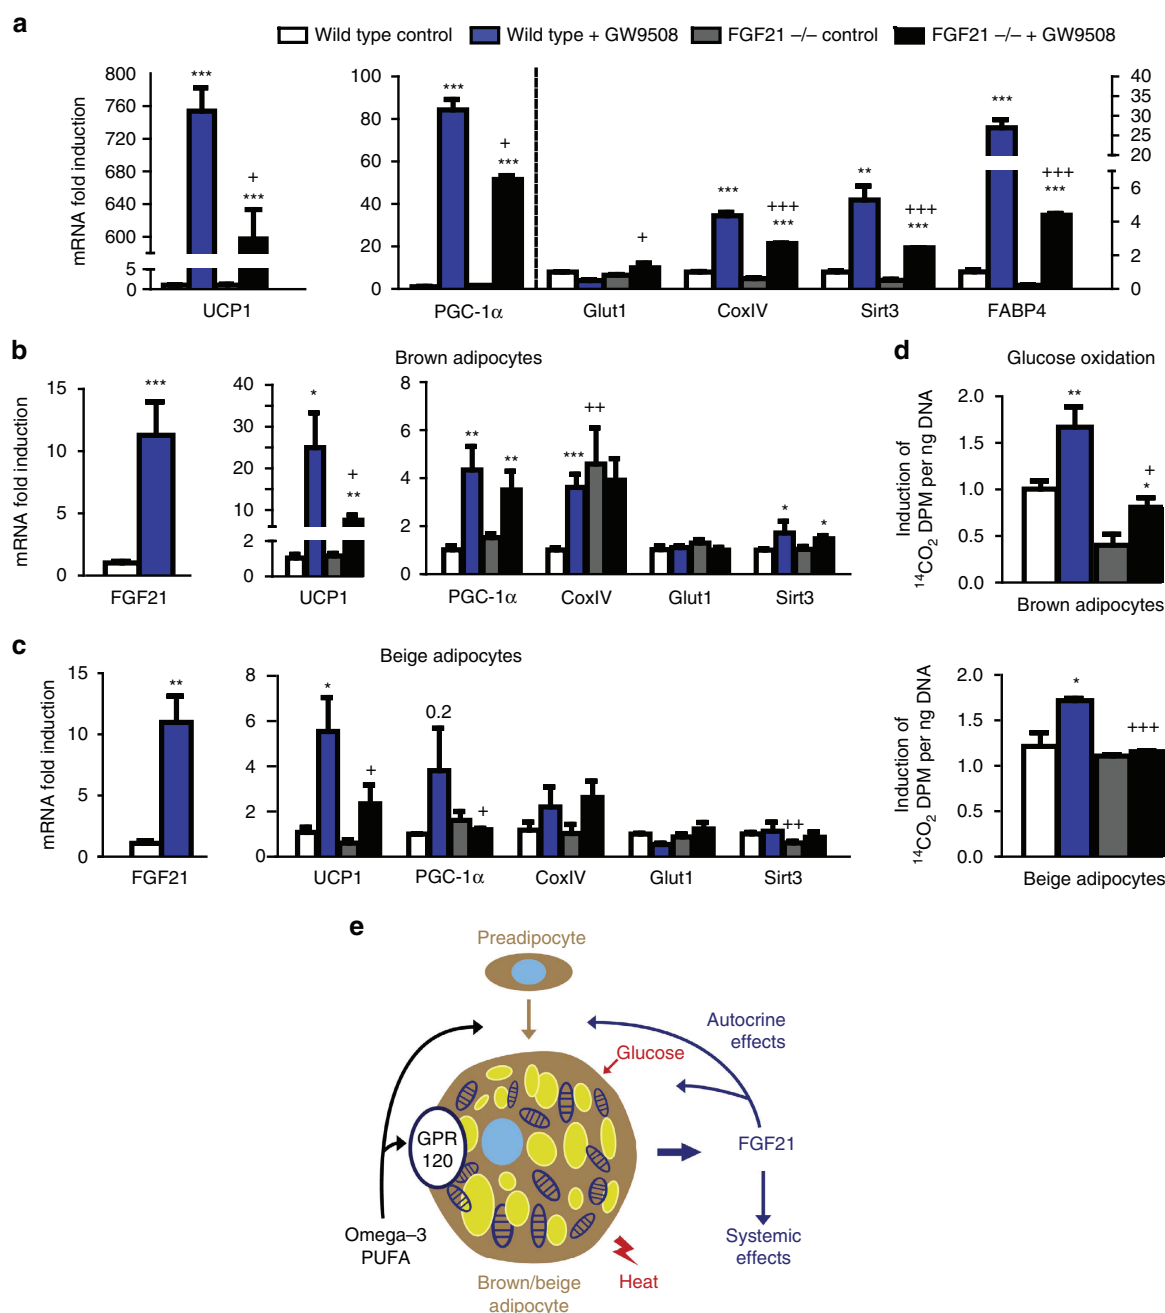 a
Wild type control
Wild type + GW9508
FGF21 –/– control
FGF21 –/– + GW9508
mRNA fold induction
800
760
720
680
640
600
5
0
***
+
***
UCP1
100
80
60
40
20
0
***
+
***
+
***
+++
***
**
+++
***
***
+++
***
40
35
30
25
20
6
4
2
0
PGC-1α
Glut1
CoxIV
Sirt3
FABP4
b
Brown adipocytes
mRNA fold induction
15
10
5
0
***
FGF21
40
30
20
10
2
0
*
+
**
UCP1
8
6
4
2
0
**
**
***
++
*
*
PGC-1α
CoxIV
Glut1
Sirt3
c
Beige adipocytes
mRNA fold induction
15
10
5
0
**
FGF21
8
6
4
2
0
*
+
0.2
+
++
UCP1
PGC-1α
CoxIV
Glut1
Sirt3
d
Glucose oxidation
Induction of
¹⁴CO₂ DPM per ng DNA
2.0
1.5
1.0
0.5
0.0
**
+
*
Brown adipocytes
Induction of
¹⁴CO₂ DPM per ng DNA
2.0
1.5
1.0
0.5
0.0
*
+++
Beige adipocytes
e
Preadipocyte
Autocrine
effects
Glucose
GPR
120
FGF21
Omega–3
PUFA
Systemic
effects
Heat
Brown/beige
adipocyte